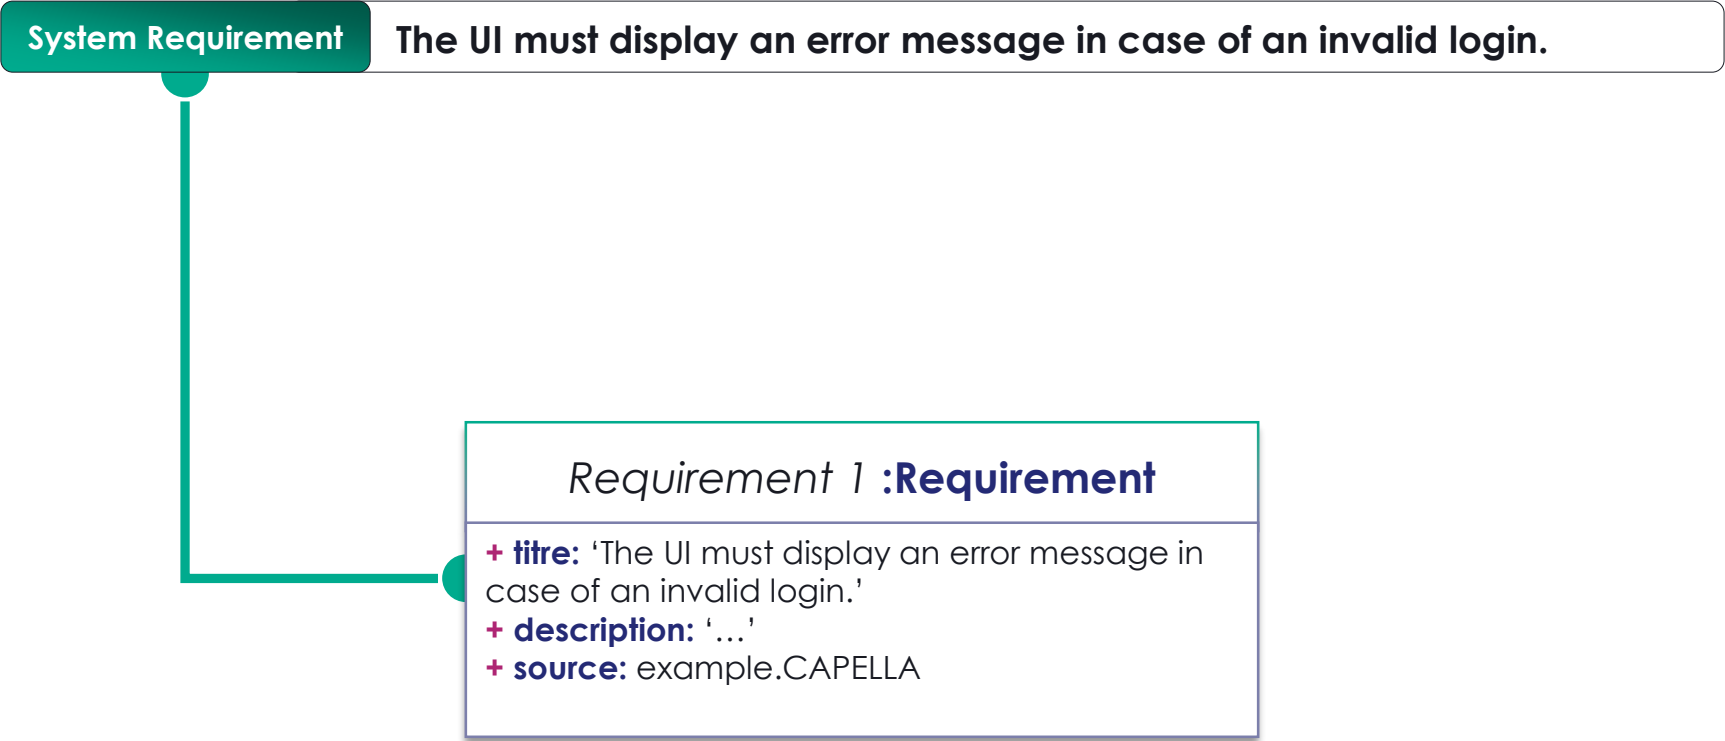 System Requirement
The UI must display an error message in case of an invalid login.
Requirement 1 :Requirement
+ titre: ‘The UI must display an error message in
case of an invalid login.’
+ description: ‘…’
+ source: example.CAPELLA